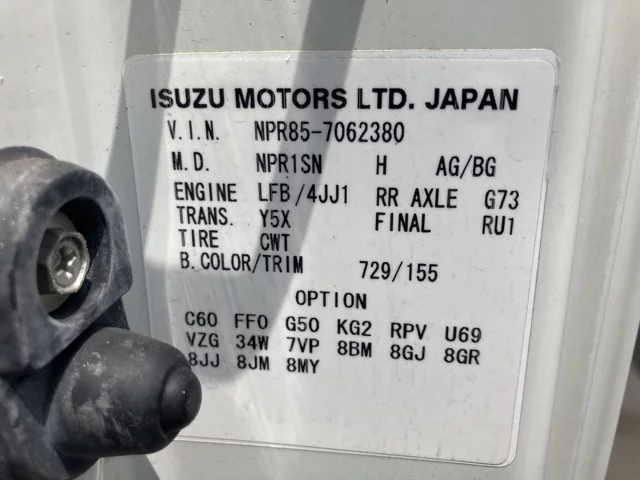 ISUZU MOTORS LTD. JAPAN
V.I.N. NPR85-7062380
M.D. NPR1SN H AG/BG
ENGINE LFB/4JJ1 RR AXLE G73
TRANS. Y5X FINAL RU1
TIRE CWT
B.COLOR/TRIM 729/155
OPTION
C60 FF0 G50 KG2 RPV U69
VZG 34W 7VP 8BM 8GJ 8GR
8JJ 8JM 8MY